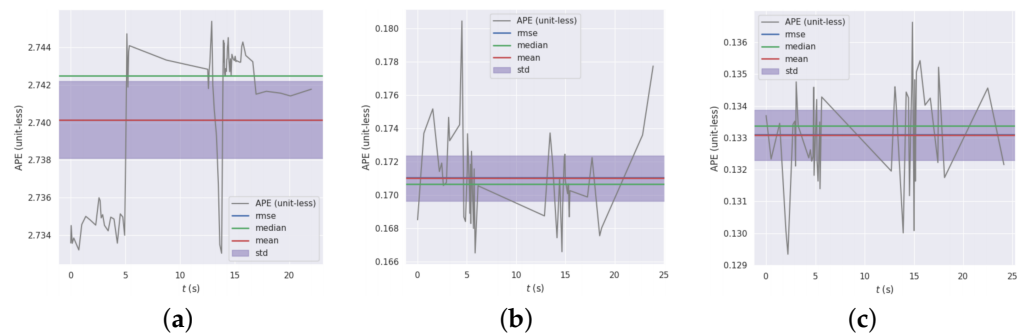 APE (unit-less)
2.744
2.742
2.740
2.738
2.736
2.734
APE (unit-less)
rmse
median
mean
std
0 5 10 15 20
t (s)
(a)
APE (unit-less)
0.180
0.178
0.176
0.174
0.172
0.170
0.168
0.166
APE (unit-less)
rmse
median
mean
std
0 5 10 15 20 25
t (s)
(b)
APE (unit-less)
0.136
0.135
0.134
0.133
0.132
0.131
0.130
0.129
APE (unit-less)
rmse
median
mean
std
0 5 10 15 20 25
t (s)
(c)